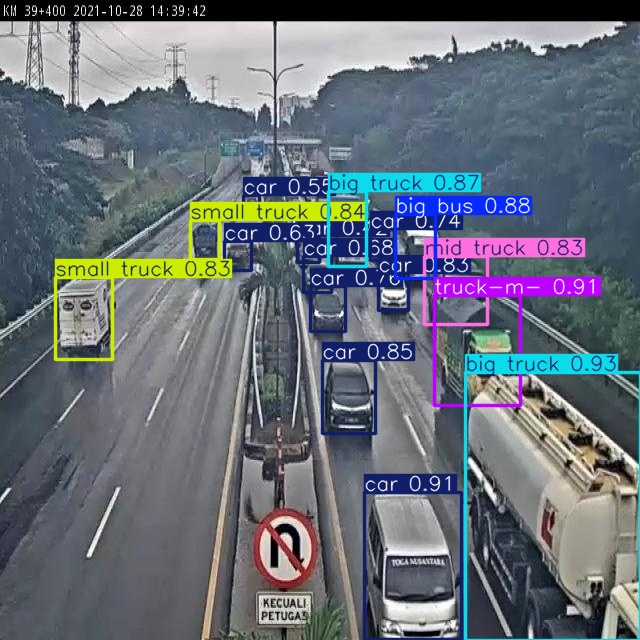 KM 39+400 2021-10-28 14:39:42
car 0.55
big truck 0.87
small truck 0.84
big bus 0.88
car 0.74
car 0.63
car 0.68
mid truck 0.83
small truck 0.83
car 0.83
car 0.76
truck-m- 0.91
car 0.85
big truck 0.93
car 0.91
TOGA NUSANTARA
KECUALI
PETUGAS